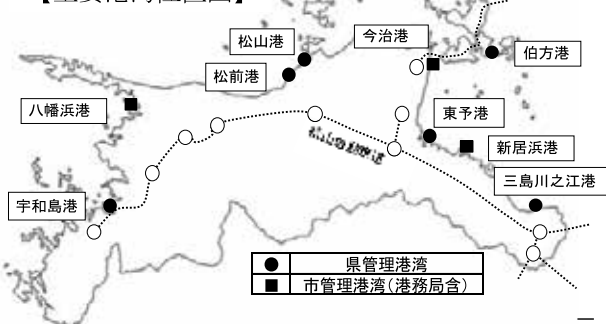 松山港
今治港
伯方港
松前港
八幡浜港
東予港
新居浜港
三島川之江港
宇和島港
● 県管理港湾
■ 市管理港湾(港務局含)